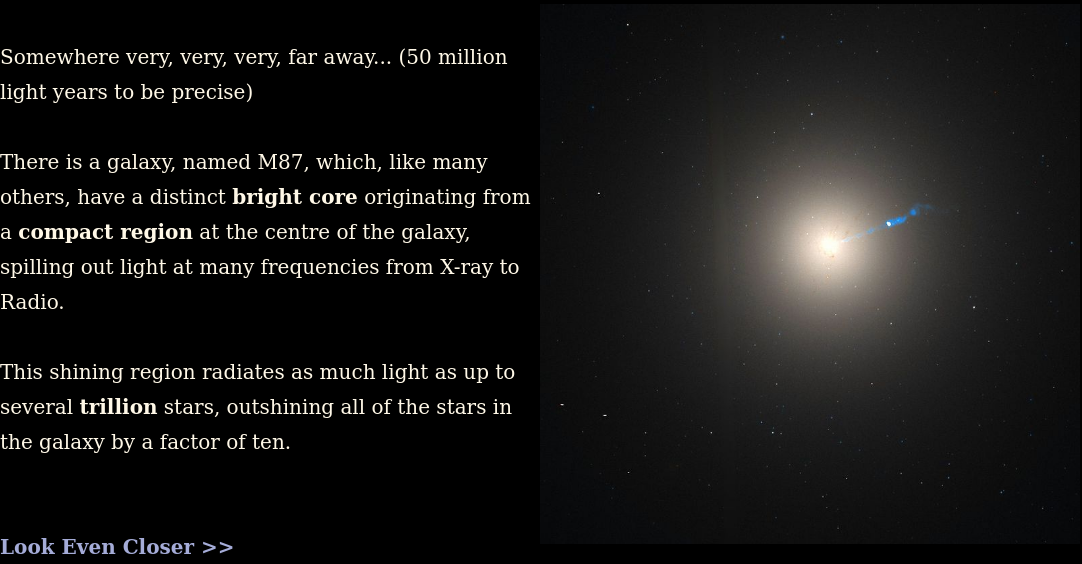 Somewhere very, very, very, far away... (50 million
light years to be precise)
There is a galaxy, named M87, which, like many
others, have a distinct bright core originating from
a compact region at the centre of the galaxy,
spilling out light at many frequencies from X-ray to
Radio.
This shining region radiates as much light as up to
several trillion stars, outshining all of the stars in
the galaxy by a factor of ten.
Look Even Closer >>